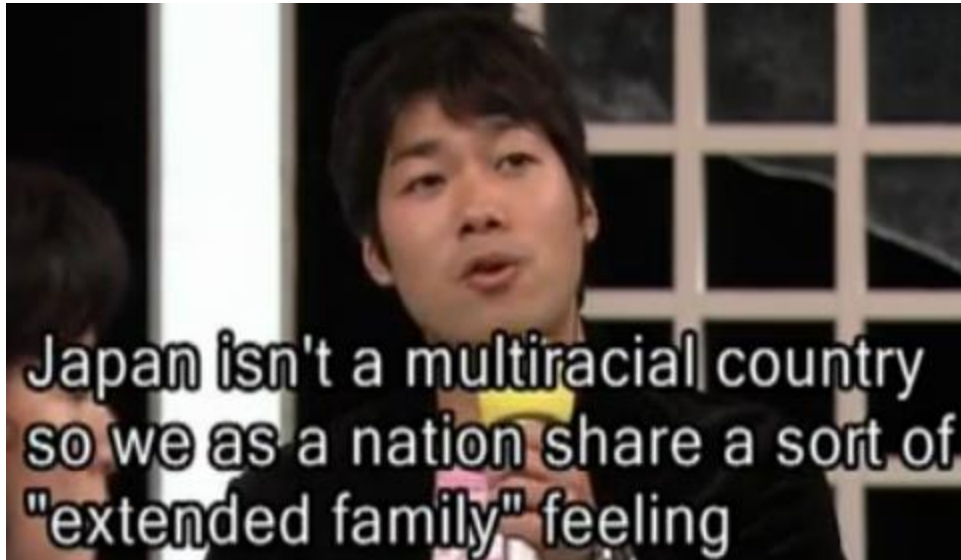 Japan isn't a multiracial country
so we as a nation share a sort of
"extended family" feeling